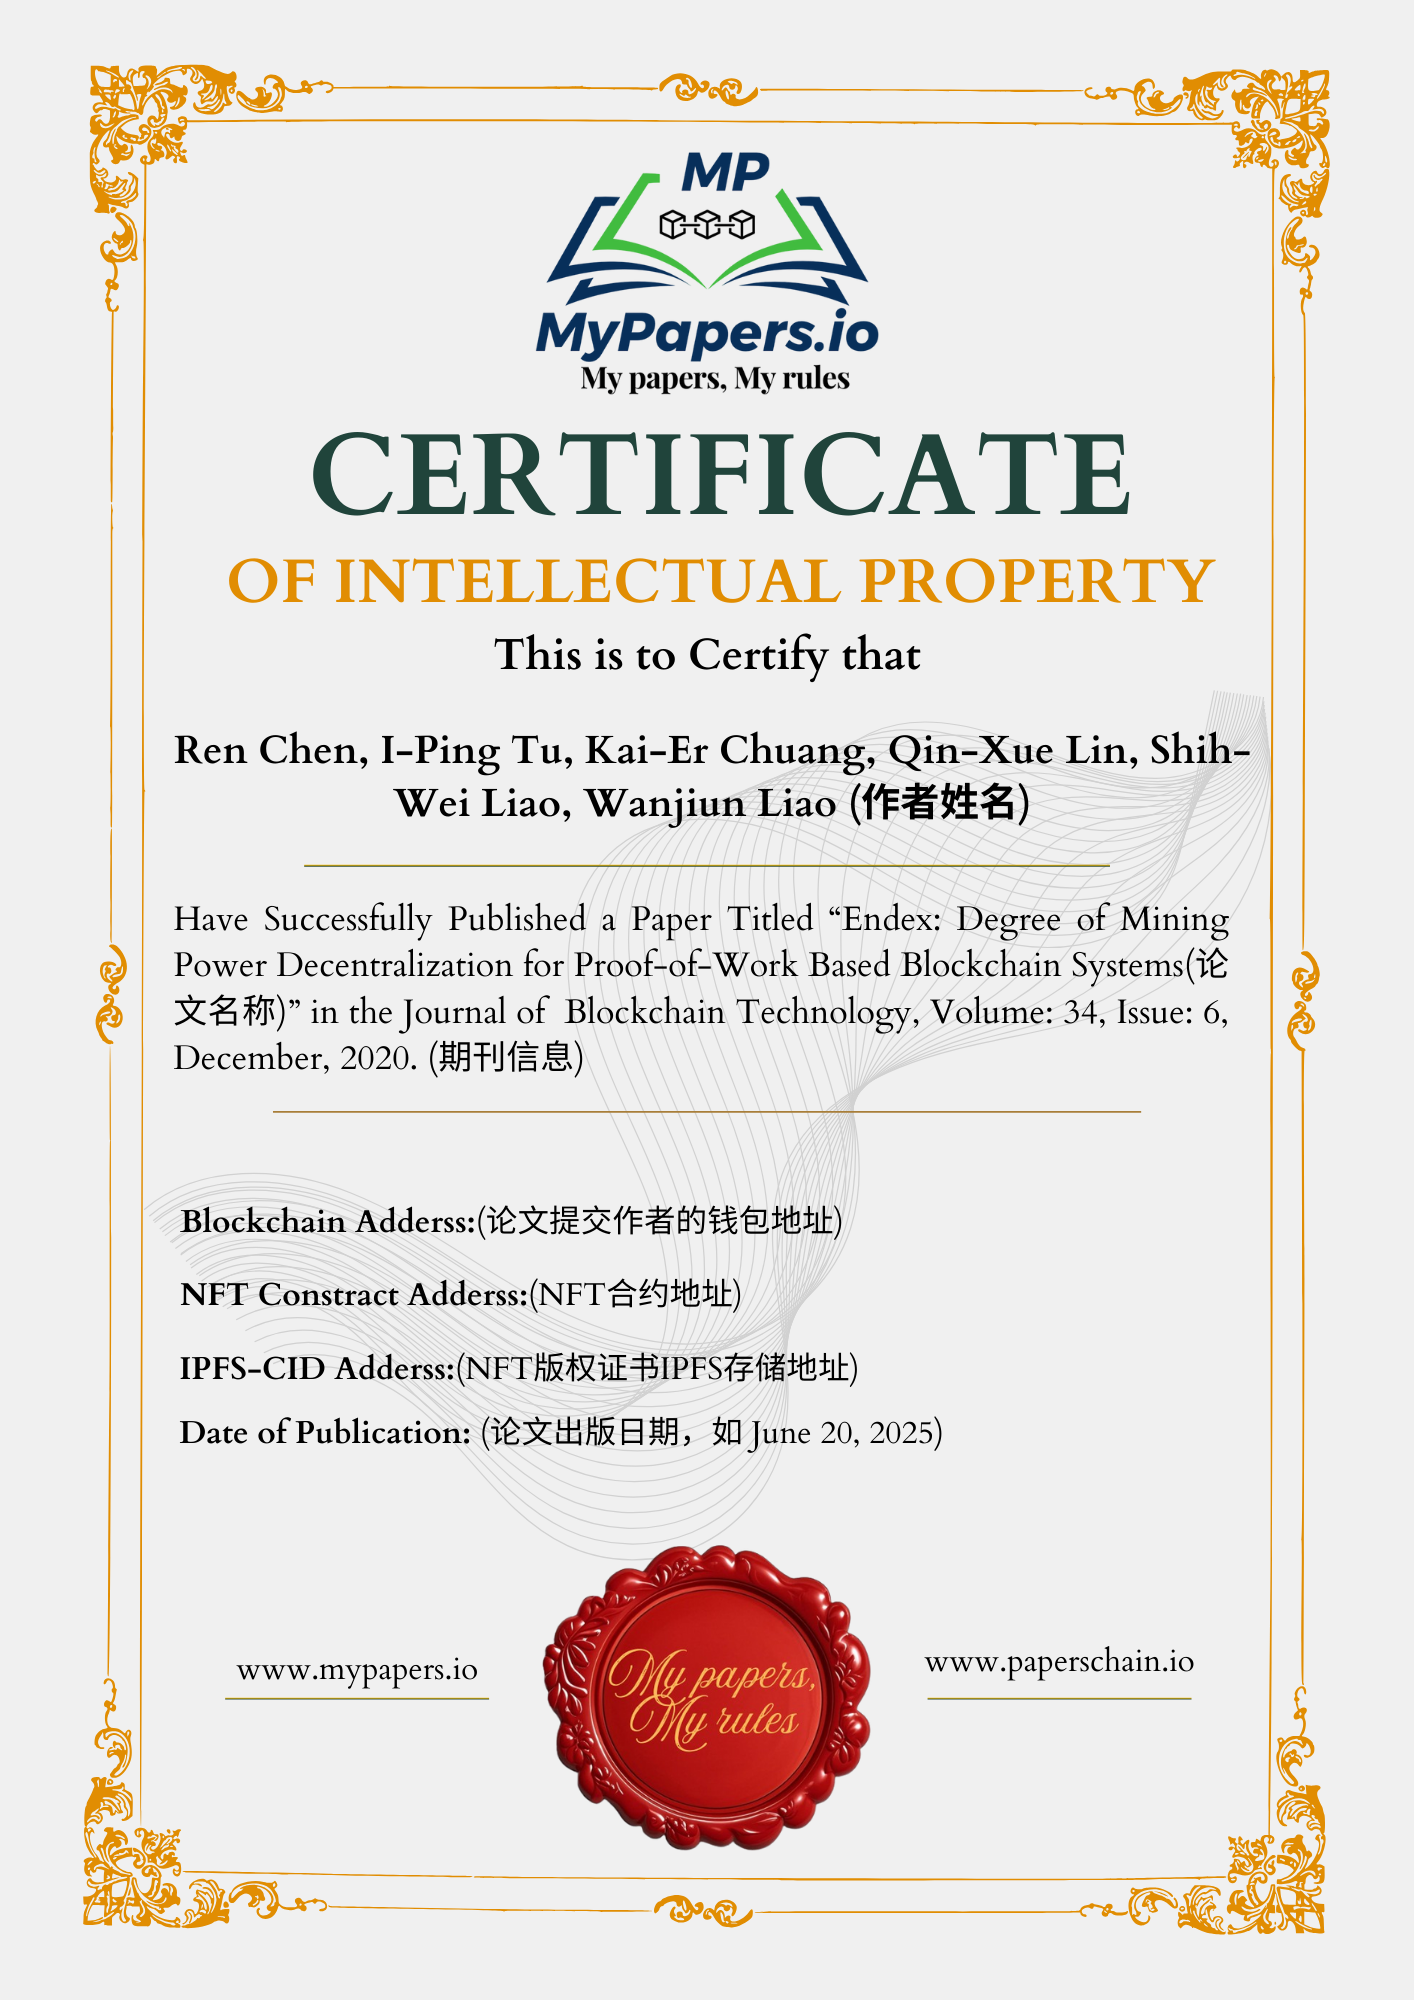 MP
MyPapers.io
My papers, My rules
CERTIFICATE
OF INTELLECTUAL PROPERTY
This is to Certify that
Ren Chen, I-Ping Tu, Kai-Er Chuang, Qin-Xue Lin, Shih-
Wei Liao, Wanjiun Liao (作者姓名)
Have Successfully Published a Paper Titled “Endex: Degree of Mining
Power Decentralization for Proof-of-Work Based Blockchain Systems(论
文名称)” in the Journal of Blockchain Technology, Volume: 34, Issue: 6,
December, 2020. (期刊信息)
Blockchain Adderss:(论文提交作者的钱包地址)
NFT Constract Adderss:(NFT合约地址)
IPFS-CID Adderss:(NFT版权证书IPFS存储地址)
Date of Publication: (论文出版日期，如 June 20, 2025)
www.mypapers.io
My papers,
My rules
www.paperschain.io